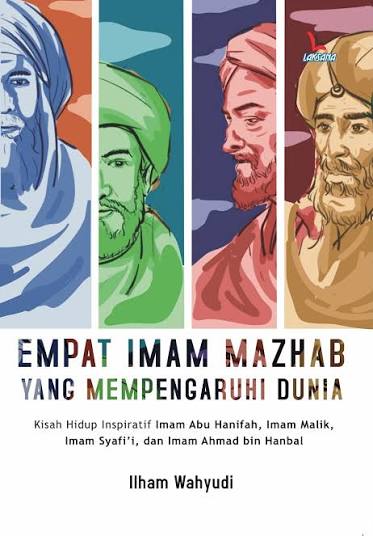 LAKSANA
EMPAT IMAM MAZHAB
YANG MEMPENGARUHI DUNIA
Kisah Hidup Inspiratif Imam Abu Hanifah, Imam Malik,
Imam Syafi'i, dan Imam Ahmad bin Hanbal
Ilham Wahyudi